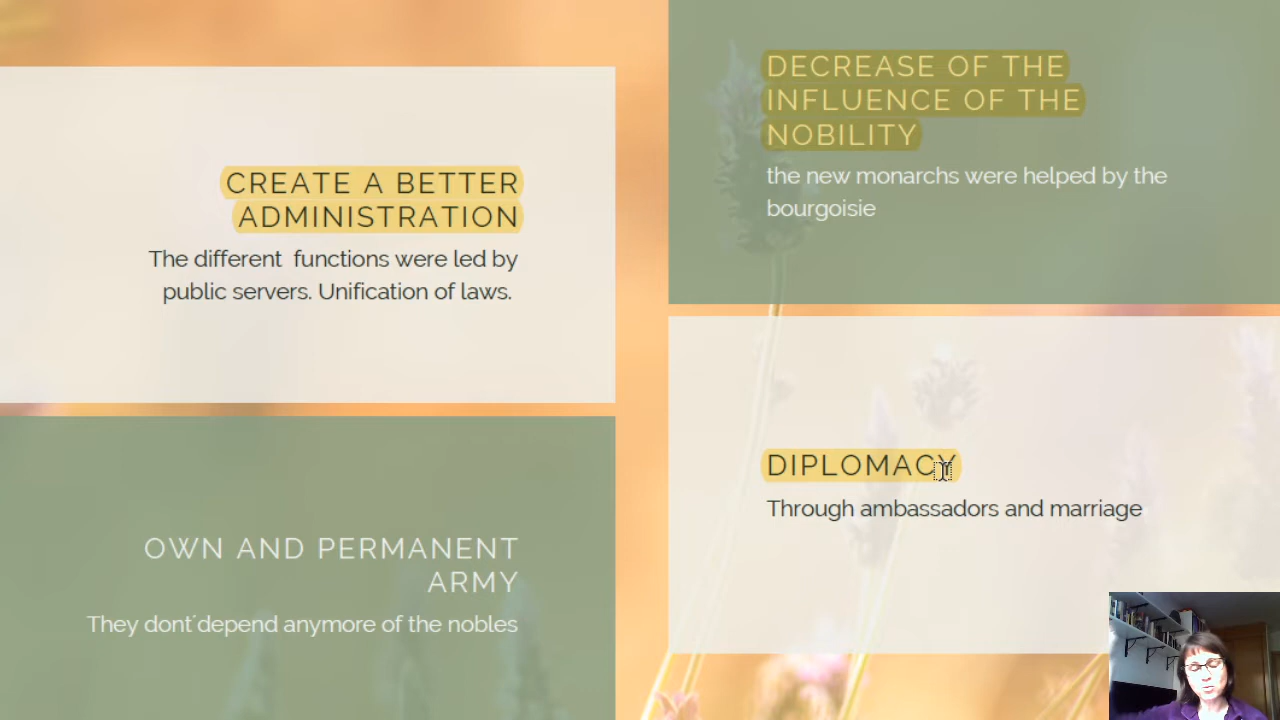 CREATE A BETTER
ADMINISTRATION
The different  functions were led by
public servers. Unification of laws.
OWN AND PERMANENT
ARMY
They dont´depend anymore of the nobles
DECREASE OF THE
INFLUENCE OF THE
NOBILITY
the new monarchs were helped by the
bourgoisie
DIPLOMACY
Through ambassadors and marriage